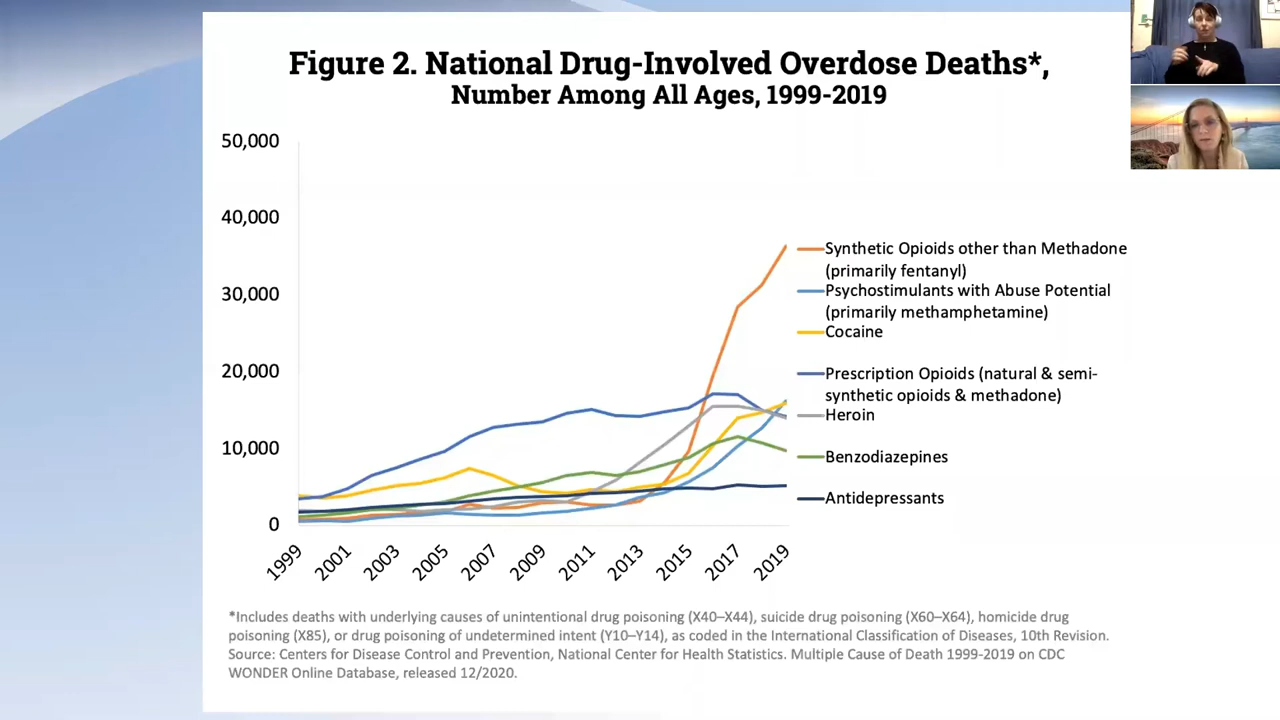 Figure 2. National Drug-Involved Overdose Deaths*,
Number Among All Ages, 1999-2019
50,000
40,000
30,000
20,000
10,000
0
1999
2001
2003
2005
2007
2009
2011
2013
2015
2017
2019
Synthetic Opioids other than Methadone
(primarily fentanyl)
Psychostimulants with Abuse Potential
(primarily methamphetamine)
Cocaine
Prescription Opioids (natural & semi-
synthetic opioids & methadone)
Heroin
Benzodiazepines
Antidepressants
*Includes deaths with underlying causes of unintentional drug poisoning (X40–X44), suicide drug poisoning (X60–X64), homicide drug
poisoning (X85), or drug poisoning of undetermined intent (Y10–Y14), as coded in the International Classification of Diseases, 10th Revision.
Source: Centers for Disease Control and Prevention, National Center for Health Statistics. Multiple Cause of Death 1999-2019 on CDC
WONDER Online Database, released 12/2020.